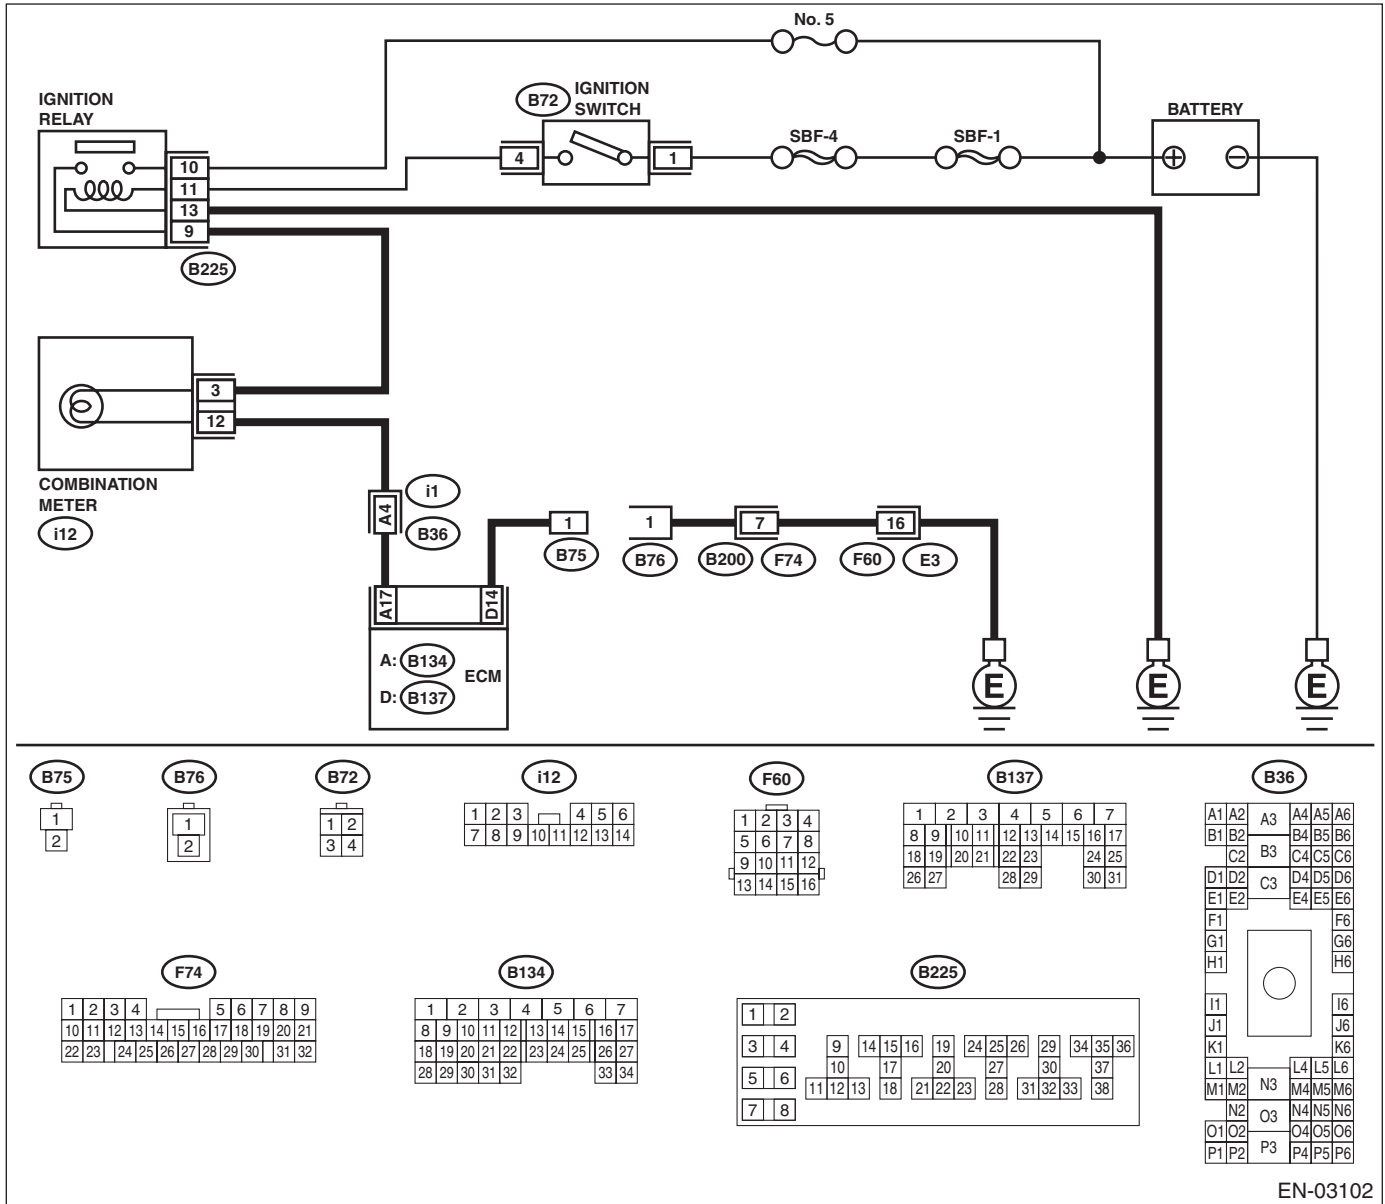 No. 5
IGNITION
RELAY
B72
IGNITION
SWITCH
SBF-4
SBF-1
BATTERY
10
4
1
11
13
9
B225
3
12
COMBINATION
METER
i12
i1
A4
B36
1
B75
1
B76
7
B200
F74
16
F60
E3
A17
D14
A: B134
ECM
D: B137
E
E
E
B75
B76
B72
i12
F60
B137
B36
1
2
1
2
1 2
3 4
1 2 3 4 5 6
7 8 9 10 11 12 13 14
1 2 3 4
5 6 7 8
9 10 11 12
13 14 15 16
1 2 3 4 5 6 7
8 9 10 11 12 13 14 15 16 17
18 19 20 21 22 23 24 25
26 27 28 29 30 31
A1 A2 A3 A4 A5 A6
B1 B2 B4 B5 B6
C2 B3 C4 C5 C6
D1 D2 C3 D4 D5 D6
E1 E2 E4 E5 E6
F1 F6
G1 G6
H1 H6
I1 I6
J1 J6
K1 K6
L1 L2 L4 L5 L6
M1 M2 N3 M4 M5 M6
N2 O3 N4 N5 N6
O1 O2 O4 O5 O6
P1 P2 P3 P4 P5 P6
F74
B134
B225
1 2 3 4 5 6 7 8 9
10 11 12 13 14 15 16 17 18 19 20 21
22 23 24 25 26 27 28 29 30 31 32
1 2 3 4 5 6 7
8 9 10 11 12 13 14 15 16 17
18 19 20 21 22 23 24 25 26 27
28 29 30 31 32 33 34
1 2
3 4
5 6
7 8
9 14 15 16 19 24 25 26 29 34 35 36
10 17 20 27 30 37
11 12 13 18 21 22 23 28 31 32 33 38
EN-03102